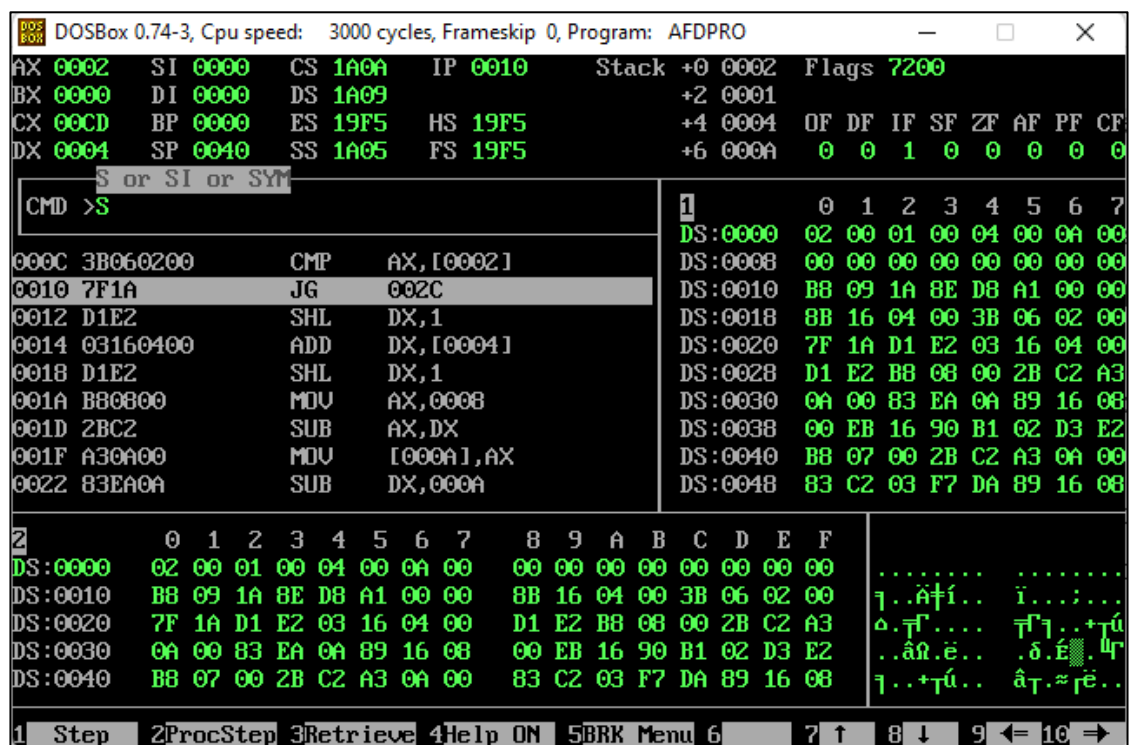 DOSBox 0.74-3, Cpu speed: 3000 cycles, Frameskip 0, Program: AFDPRO
AX 0002 SI 0000 CS 1A0A IP 0010 Stack +0 0002 Flags 7200
BX 0000 DI 0000 DS 1A09 +2 0001
CX 00CD BP 0000 ES 19F5 HS 19F5 +4 0004 OF DF IF SF ZF AF PF CF
DX 0004 SP 0040 SS 1A05 FS 19F5 +6 000A 0 0 1 0 0 0 0 0
S or SI or SYM
CMD >S
1 0 1 2 3 4 5 6 7
DS:0000 02 00 01 00 04 00 0A 00
000C 3B060200 CMP AX,[0002] DS:0008 00 00 00 00 00 00 00 00
0010 7F1A JG 002C DS:0010 B8 09 1A 8E D8 A1 00 00
0012 D1E2 SHL DX,1 DS:0018 8B 16 04 00 3B 06 02 00
0014 03160400 ADD DX,[0004] DS:0020 7F 1A D1 E2 03 16 04 00
0018 D1E2 SHL DX,1 DS:0028 D1 E2 B8 08 00 2B C2 A3
001A B80800 MOV AX,0008 DS:0030 0A 00 83 EA 0A 89 16 08
001D 2BC2 SUB AX,DX DS:0038 00 EB 16 90 B1 02 D3 E2
001F A30A00 MOV [000A],AX DS:0040 B8 07 00 2B C2 A3 0A 00
0022 83EA0A SUB DX,000A DS:0048 83 C2 03 F7 DA 89 16 08
2 0 1 2 3 4 5 6 7 8 9 A B C D E F
DS:0000 02 00 01 00 04 00 0A 00 00 00 00 00 00 00 00 00 ........ ........
DS:0010 B8 09 1A 8E D8 A1 00 00 8B 16 04 00 3B 06 02 00 ╕..Ä╪í.. ï...;...
DS:0020 7F 1A D1 E2 03 16 04 00 D1 E2 B8 08 00 2B C2 A3 ⌂.╤Γ.... ╤Γ╕..+┬ú
DS:0030 0A 00 83 EA 0A 89 16 08 00 EB 16 90 B1 02 D3 E2 ..âΩ.ë.. .δ.É▒.╙Γ
DS:0040 B8 07 00 2B C2 A3 0A 00 83 C2 03 F7 DA 89 16 08 ╕..+┬ú.. â┬.≈┌ë..
1 Step 2ProcStep 3Retrieve 4Help ON 5BRK Menu 6 7 ↑ 8 ↓ 9 ⇐ 10 ⇒